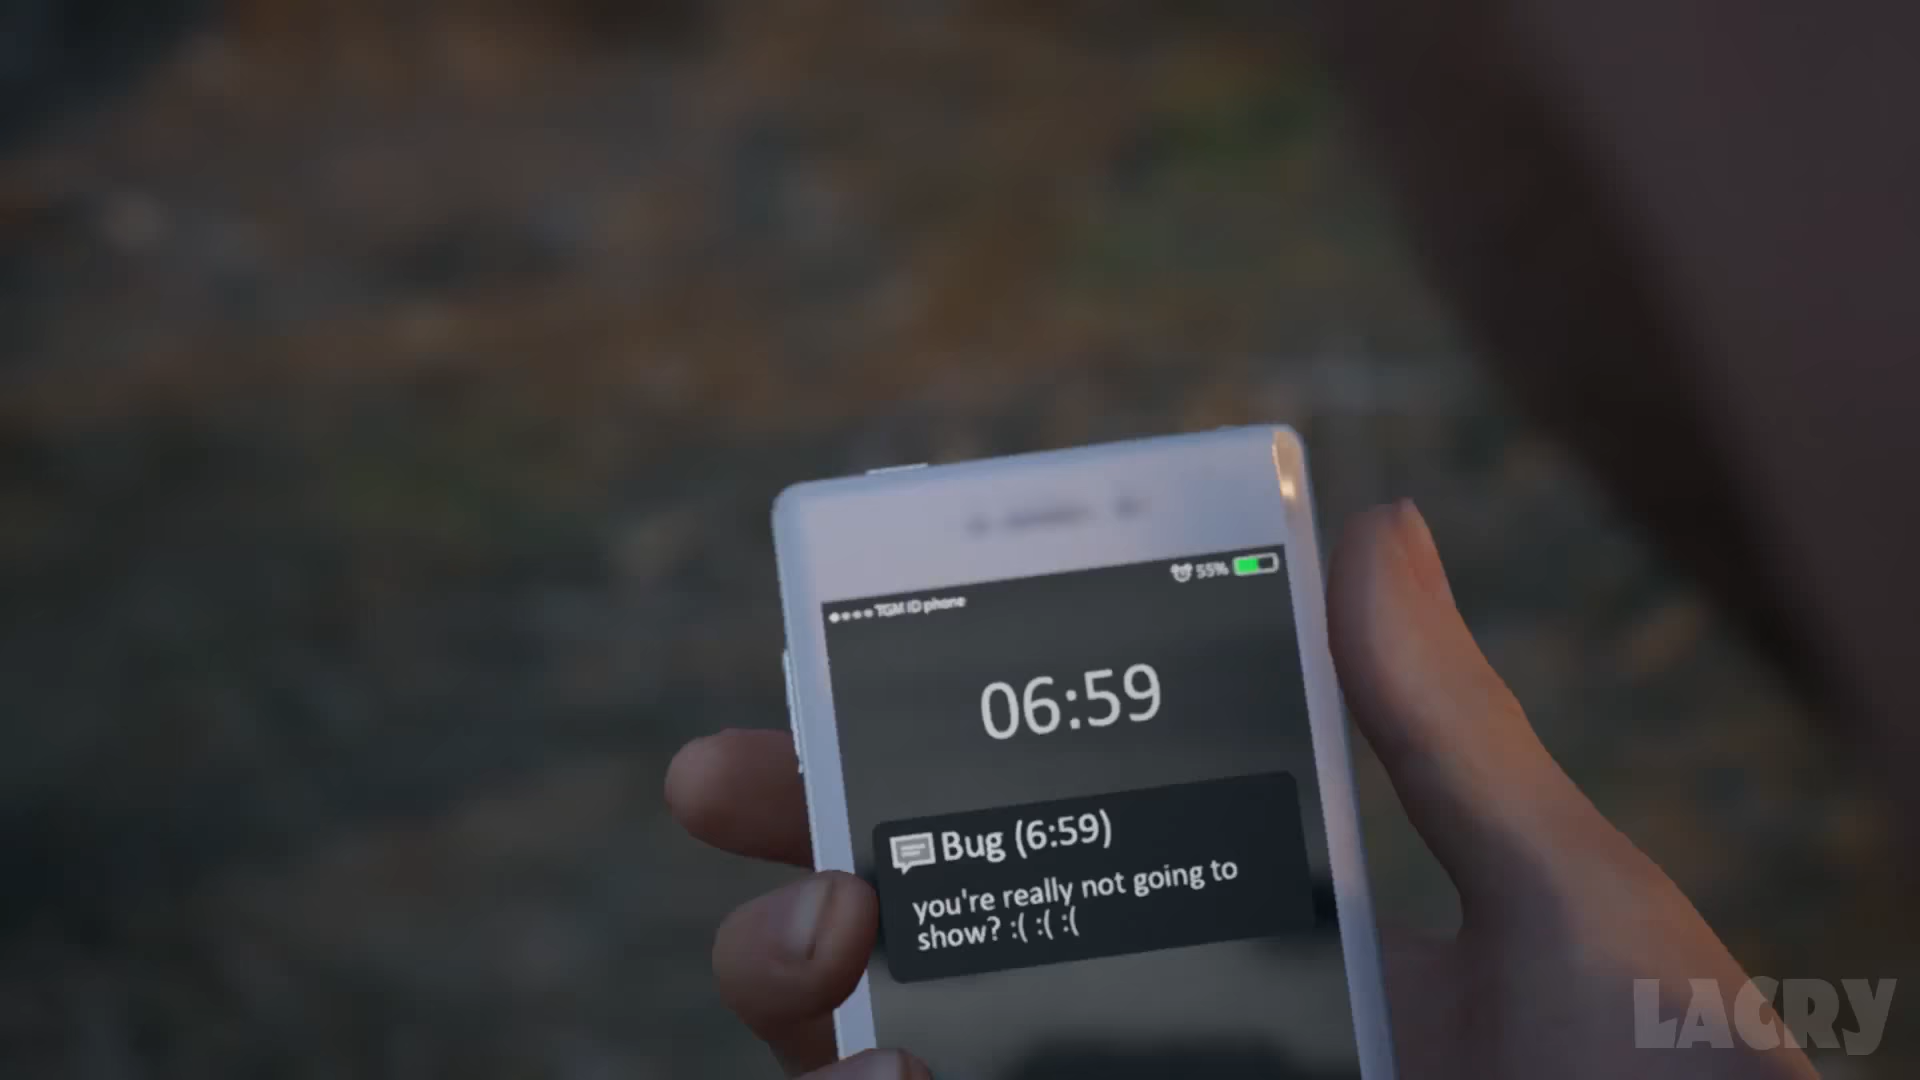 55%
●●●●● TGM ID phone
06:59
Bug (6:59)
you're really not going to
show? :( :( :(
LACRY